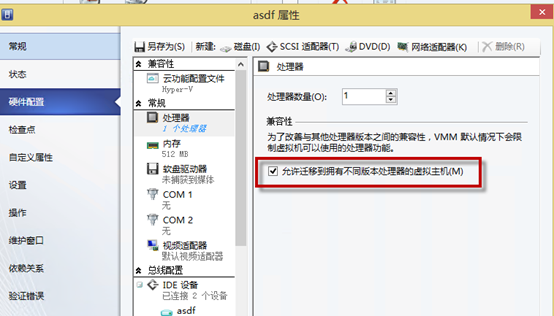 asdf 属性
常规
状态
硬件配置
检查点
自定义属性
设置
操作
维护窗口
依赖关系
验证错误
另存为(S) 新建: 磁盘(I) SCSI 适配器(T) DVD(D) 网络适配器(K) 删除(R)
兼容性
云功能配置文件
Hyper-V
常规
处理器
1 个处理器
内存
512 MB
软盘驱动器
未捕获到媒体
COM 1
无
COM 2
无
视频适配器
默认视频适配器
总线配置
IDE 设备
已连接 2 个设备
asdf
处理器
处理器数量(O): 1
兼容性
为了改善与其他处理器版本之间的兼容性，VMM 默认情况下会限
制虚拟机可以使用的处理器功能。
允许迁移到拥有不同版本处理器的虚拟主机(M)